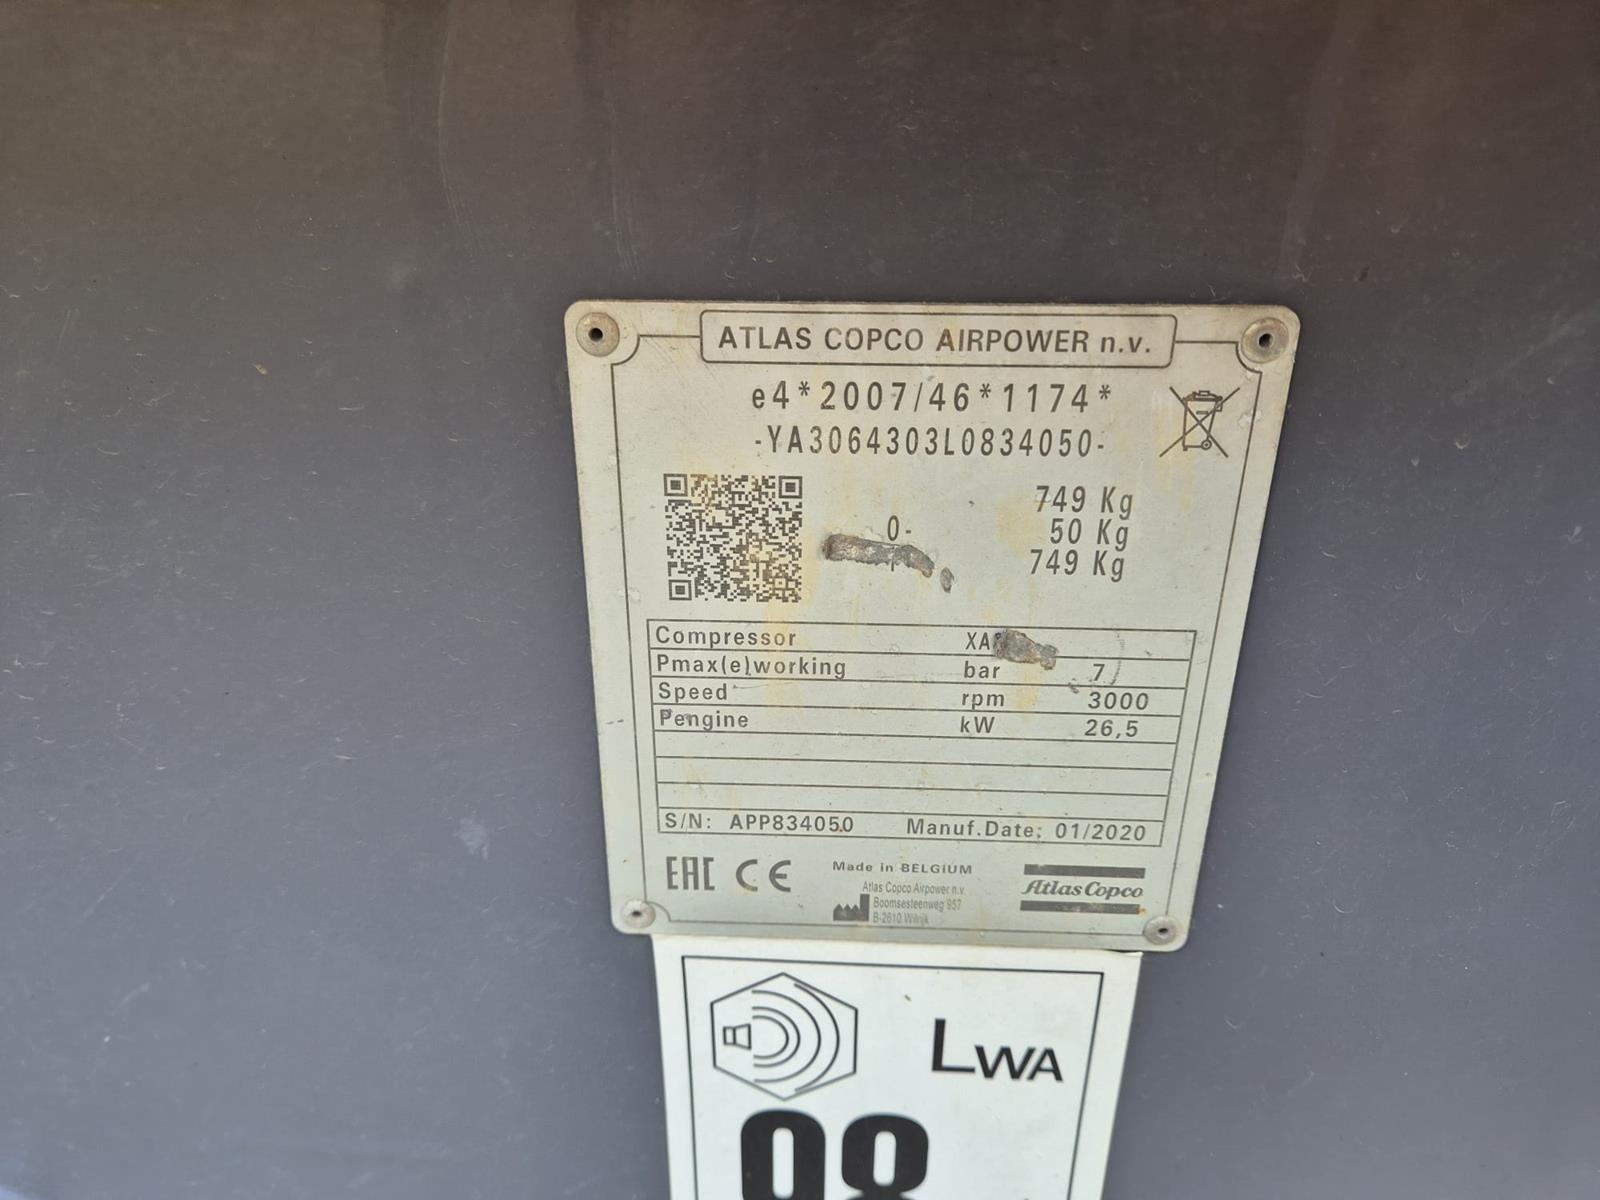 ATLAS COPCO AIRPOWER n.v.
e4*2007/46*1174*
-YA3064303L0834050-
749 Kg
0- 50 Kg
749 Kg
Compressor
Pmax(e)working bar 7
Speed rpm 3000
Pengine kW 26,5
S/N: APP834050 Manuf.Date: 01/2020
EAC CE
Made in BELGIUM
Atlas Copco Airpower n.v.
Boomsesteenweg 957
B-2610 Wilrijk
Atlas Copco
LWA
98